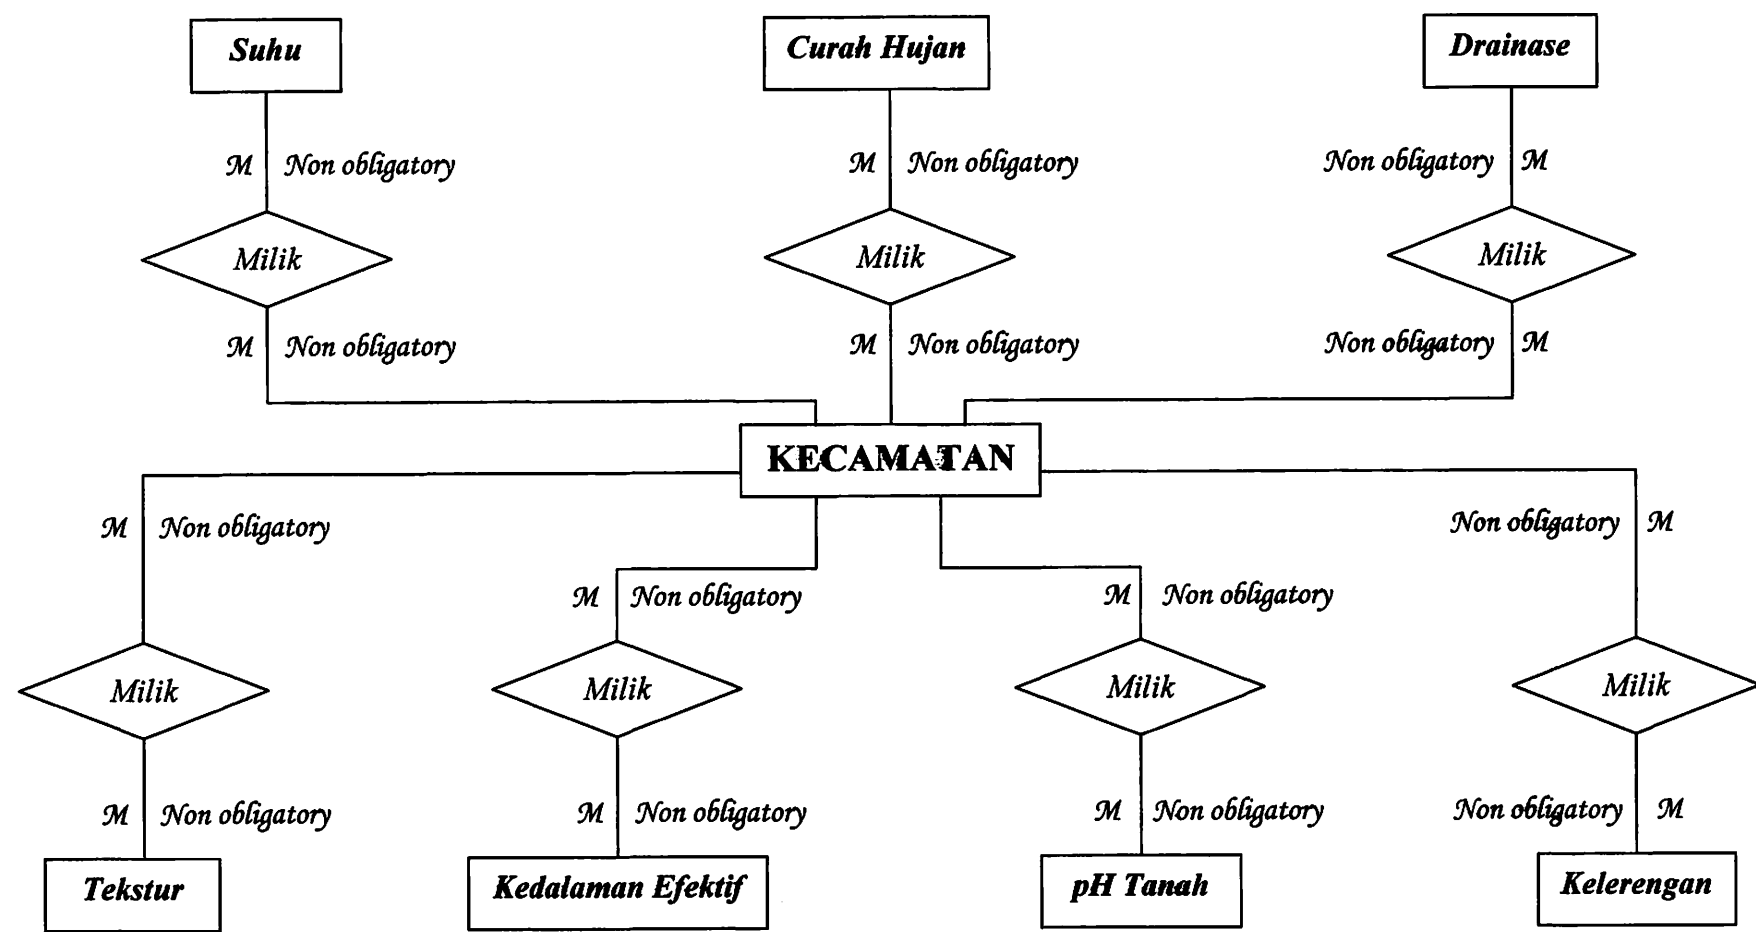 Suhu
Curah Hujan
Drainase
M Non obligatory
M Non obligatory
Non obligatory M
Milik
Milik
Milik
M Non obligatory
M Non obligatory
Non obligatory M
KECAMATAN
M Non obligatory
Non obligatory M
M Non obligatory
M Non obligatory
Milik
Milik
Milik
Milik
M Non obligatory
M Non obligatory
M Non obligatory
Non obligatory M
Tekstur
Kedalaman Efektif
pH Tanah
Kelerengan